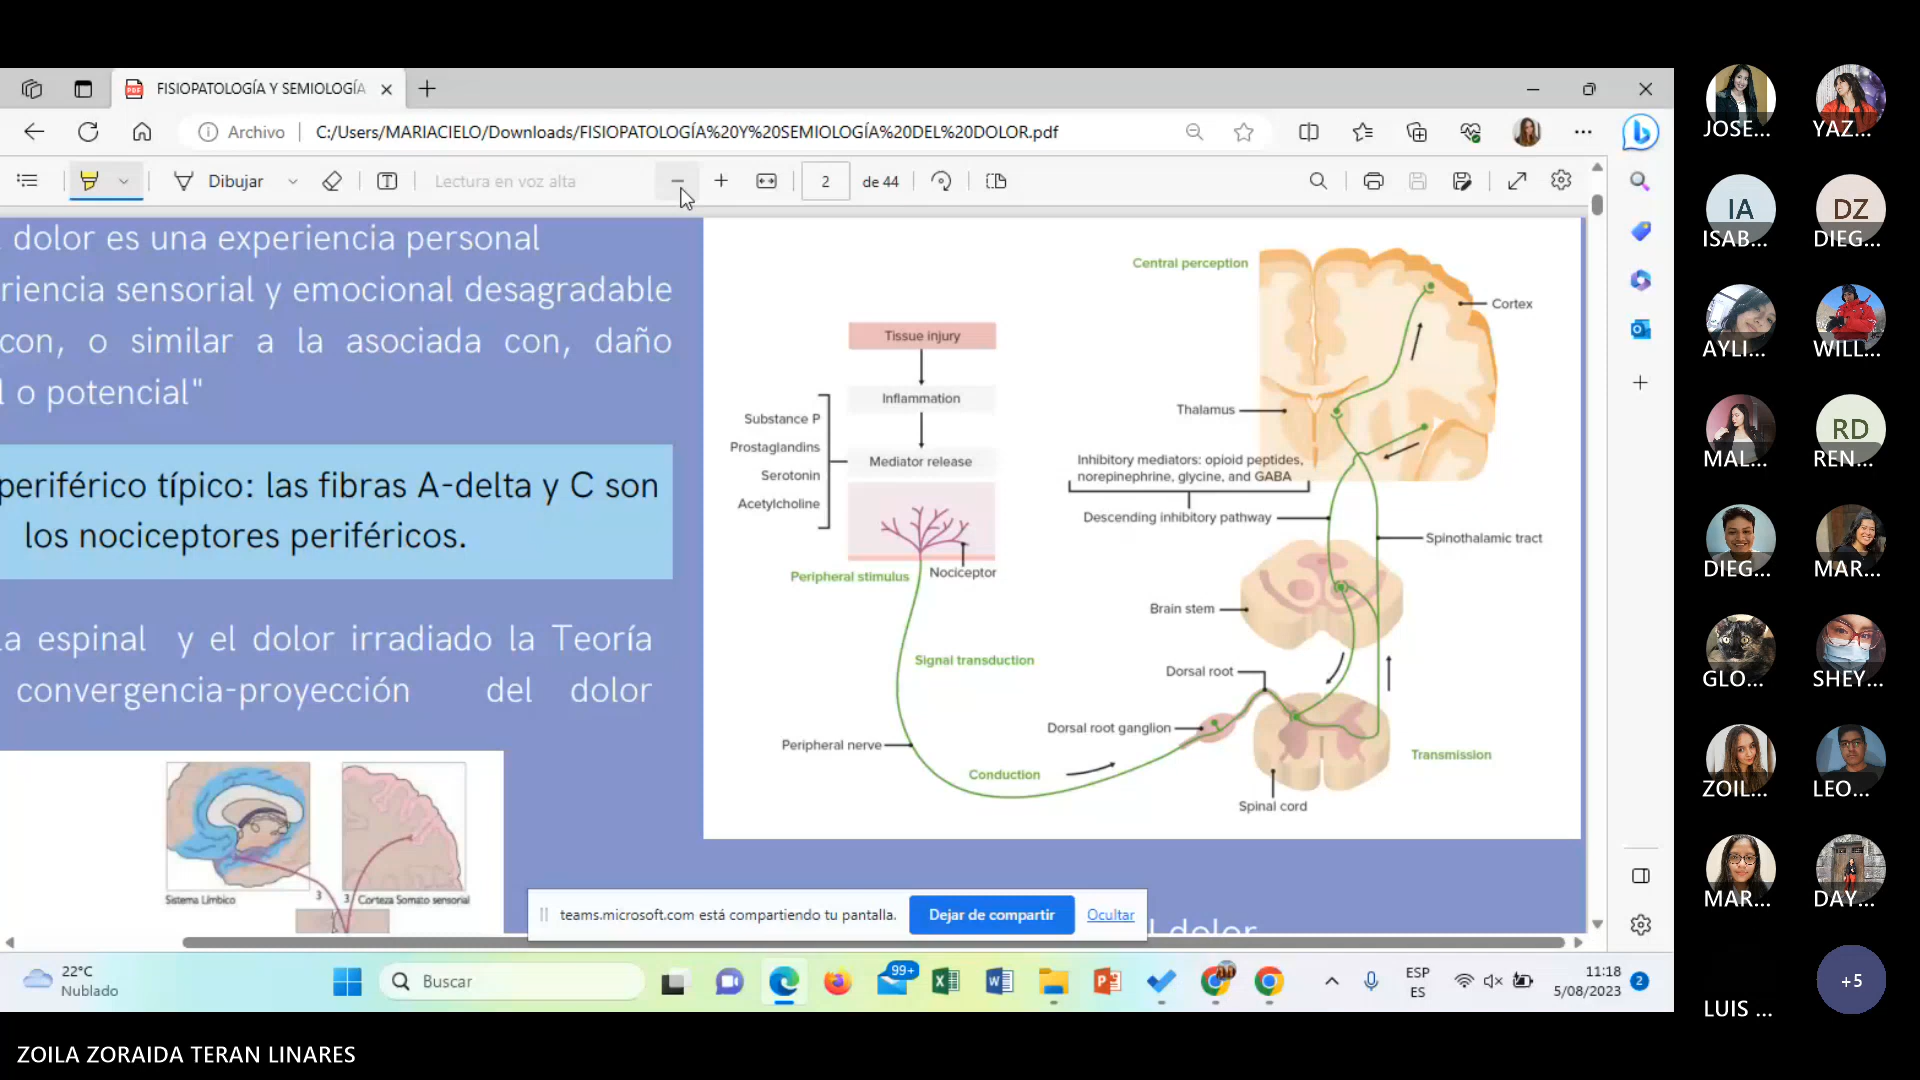 FISIOPATOLOGÍA Y SEMIOLOGÍA
Archivo
C:/Users/MARIACIELO/Downloads/FISIOPATOLOGÍA%20Y%20SEMIOLOGÍA%20DEL%20DOLOR.pdf
Dibujar
Lectura en voz alta
2
de 44
dolor es una experiencia personal
riencia sensorial y emocional desagradable
con, o similar a la asociada con, daño
l o potencial"
periférico típico: las fibras A-delta y C son
los nociceptores periféricos.
la espinal y el dolor irradiado la Teoría
convergencia-proyección del dolor
Sistema Límbico
3
3
Corteza Somato sensorial
Tissue injury
Inflammation
Mediator release
Substance P
Prostaglandins
Serotonin
Acetylcholine
Peripheral stimulus
Nociceptor
Signal transduction
Peripheral nerve
Conduction
Central perception
Cortex
Thalamus
Inhibitory mediators: opioid peptides,
norepinephrine, glycine, and GABA
Descending inhibitory pathway
Spinothalamic tract
Brain stem
Dorsal root
Dorsal root ganglion
Transmission
Spinal cord
l dolor
teams.microsoft.com está compartiendo tu pantalla.
Dejar de compartir
Ocultar
22°C
Nublado
Buscar
99+
ESP
ES
11:18
5/08/2023
2
JOSE...
YAZ...
IA
ISAB...
DZ
DIEG...
AYLI...
WILL...
MAL...
RD
REN...
DIEG...
MAR...
GLO...
SHEY...
ZOIL...
LEO...
MAR...
DAY...
LUIS ...
+5
ZOILA ZORAIDA TERAN LINARES